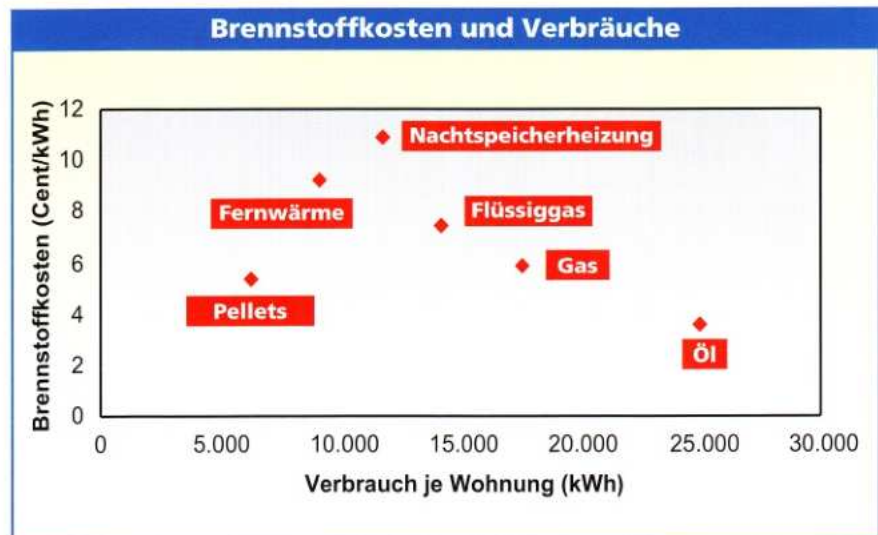 Brennstoffkosten und Verbräuche
Brennstoffkosten (Cent/kWh)
12
10
8
6
4
2
0
Nachtspeicherheizung
Fernwärme
Flüssiggas
Gas
Pellets
Öl
0 5.000 10.000 15.000 20.000 25.000 30.000
Verbrauch je Wohnung (kWh)